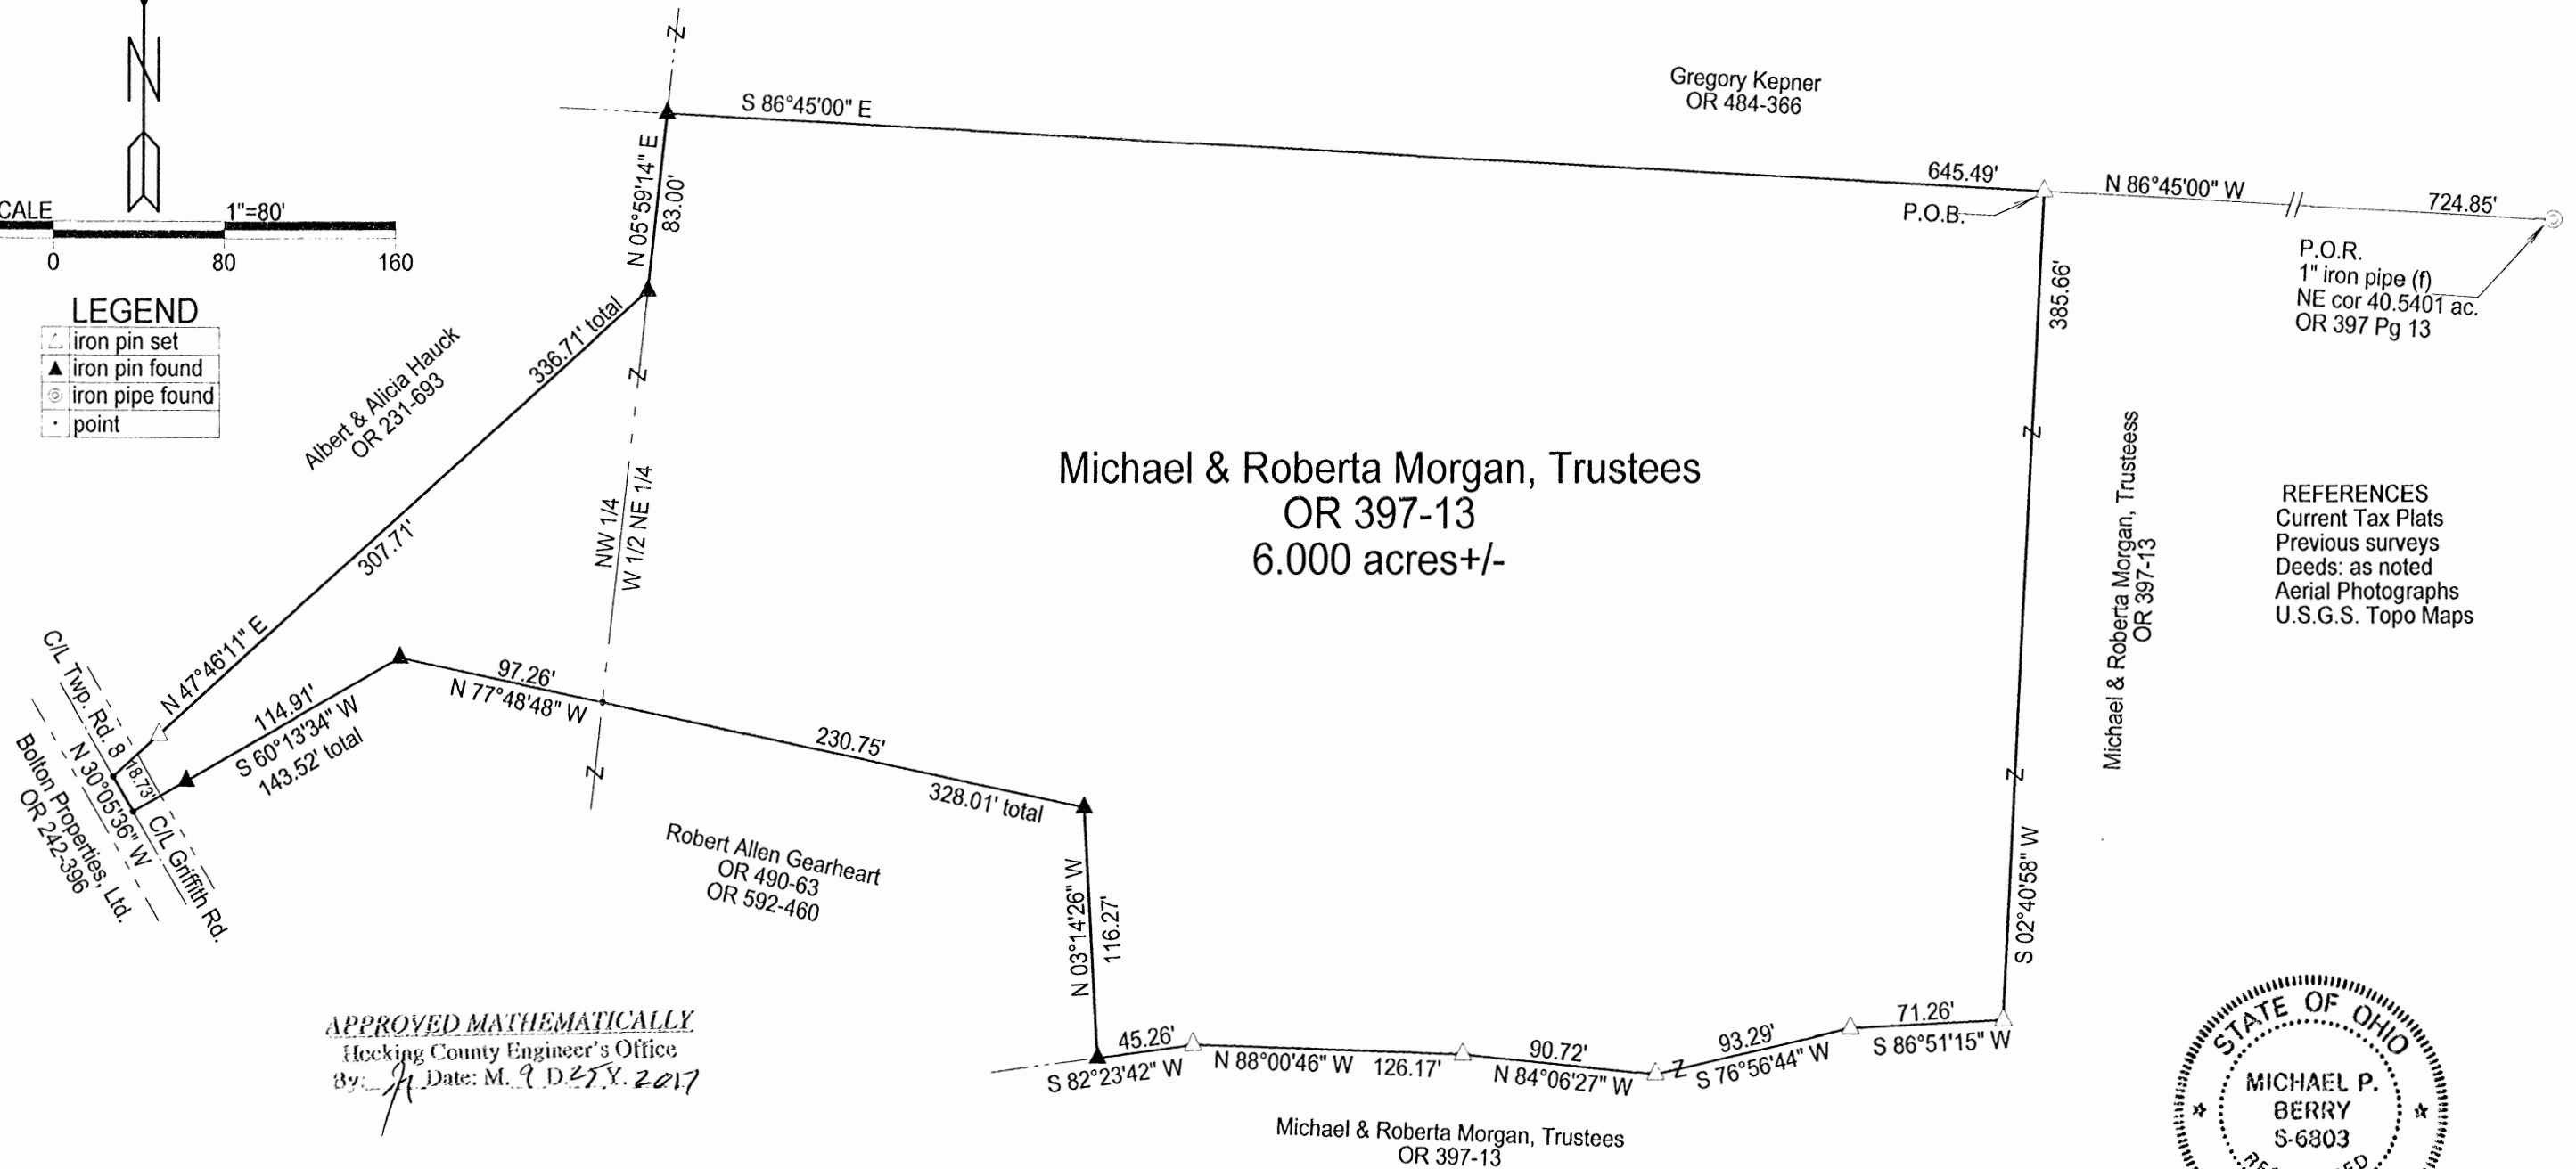 N
CALE
1"=80'
0 80 160
LEGEND
iron pin set
iron pin found
iron pipe found
point
Z
S 86°45'00" E
645.49'
Gregory Kepner
OR 484-366
P.O.B.
N 86°45'00" W
724.85'
P.O.R.
1" iron pipe (f)
NE cor 40.5401 ac.
OR 397 Pg 13
N 05°59'14" E
83.00'
336.71' total
307.71'
N 47°46'11" E
Albert & Alicia Hauck
OR 231-693
Z
NW 1/4
W 1/2 NE 1/4
Z
Michael & Roberta Morgan, Trustees
OR 397-13
6.000 acres+/-
385.66'
Z
Z
S 02°40'58" W
Michael & Roberta Morgan, Trusteess
OR 397-13
REFERENCES
Current Tax Plats
Previous surveys
Deeds: as noted
Aerial Photographs
U.S.G.S. Topo Maps
C/L Twp. Rd. 8
C/L Griffith Rd.
18.73'
N 30°05'36" W
Bolton Properties, Ltd.
OR 242-396
114.91'
S 60°13'34" W
143.52' total
97.26'
N 77°48'48" W
230.75'
328.01' total
Robert Allen Gearheart
OR 490-63
OR 592-460
N 03°14'26" W
116.27'
45.26'
S 82°23'42" W
N 88°00'46" W 126.17'
90.72'
N 84°06'27" W
Z
93.29'
S 76°56'44" W
71.26'
S 86°51'15" W
Michael & Roberta Morgan, Trustees
OR 397-13
APPROVED MATHEMATICALLY
Hocking County Engineer's Office
By: Date: M. 9 D. 25 Y. 2017
STATE OF OHIO
MICHAEL P.
BERRY
S-6803